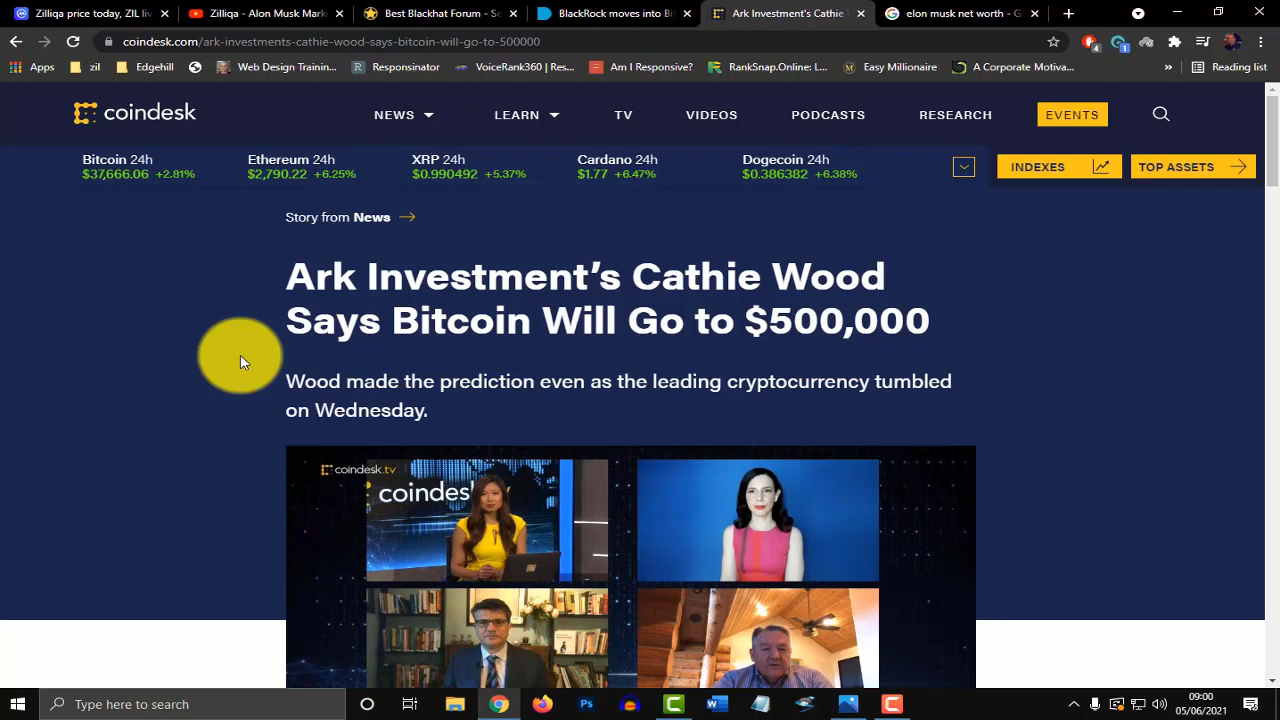 Zilliqa price today, ZIL liv
Zilliqa - Alon Musk Mark
Best Blackhat Forum - Sc
BlackRock moves into Bi
Ark Investment's Cathie
elon musk net worth - G
coindesk.com/ark-investments-cathie-wood-says-bitcoin-will-go-to-500000
4
1
Apps
zil
Edgehill
Web Design Trainin...
Responsinator
VoiceRank360 | Res...
Am I Responsive?
RankSnap.Online: L...
Easy Millionaire
A Corporate Motiva...
»
Reading list
coindesk
NEWS
LEARN
TV
VIDEOS
PODCASTS
RESEARCH
EVENTS
Bitcoin 24h
$37,666.06 +2.81%
Ethereum 24h
$2,790.22 +6.25%
XRP 24h
$0.990492 +5.37%
Cardano 24h
$1.77 +6.47%
Dogecoin 24h
$0.386382 +6.38%
INDEXES
TOP ASSETS
Story from News
Ark Investment's Cathie Wood
Says Bitcoin Will Go to $500,000
Wood made the prediction even as the leading cryptocurrency tumbled
on Wednesday.
coindesk.tv
coindesk
Type here to search
09:00
05/06/2021